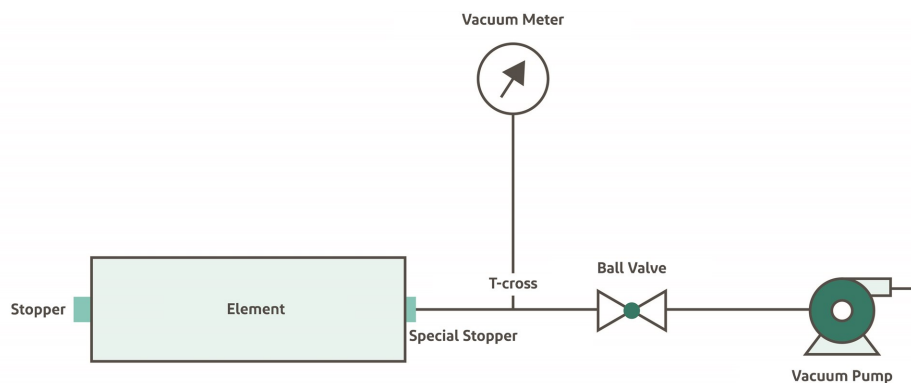 Vacuum Meter
T-cross
Ball Valve
Stopper
Element
Special Stopper
Vacuum Pump